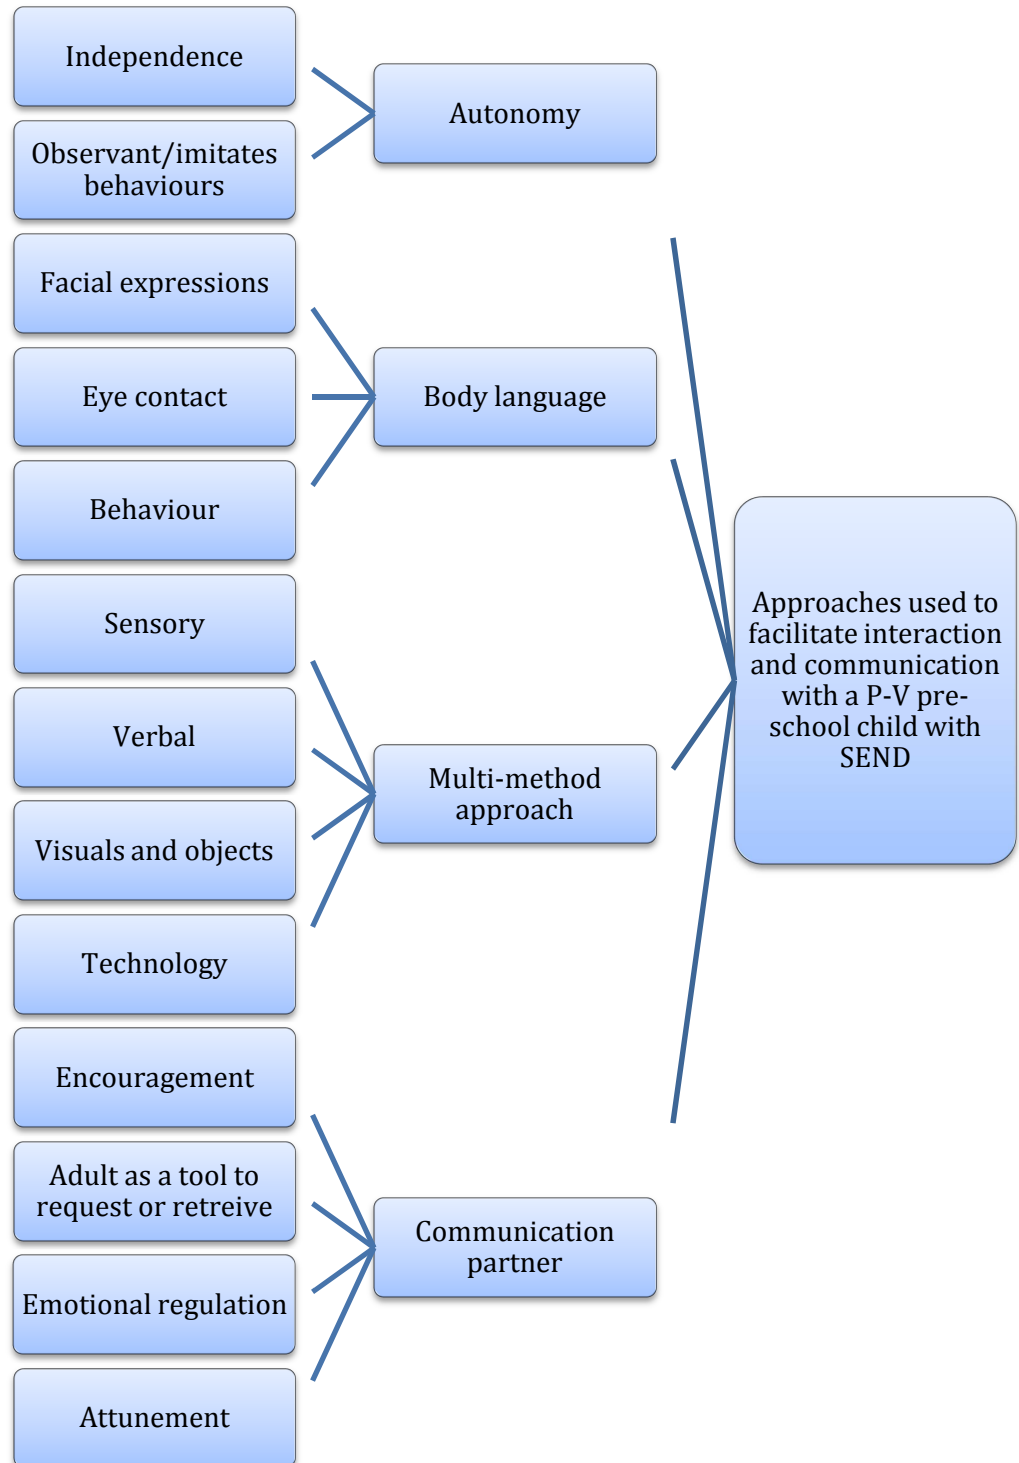 Independence
Autonomy
Observant/imitates
behaviours
Facial expressions
Eye contact
Body language
Behaviour
Sensory
Verbal
Multi-method
approach
Visuals and objects
Technology
Encouragement
Adult as a tool to
request or retreive
Communication
partner
Emotional regulation
Attunement
Approaches used to
facilitate interaction
and communication
with a P-V pre-
school child with
SEND